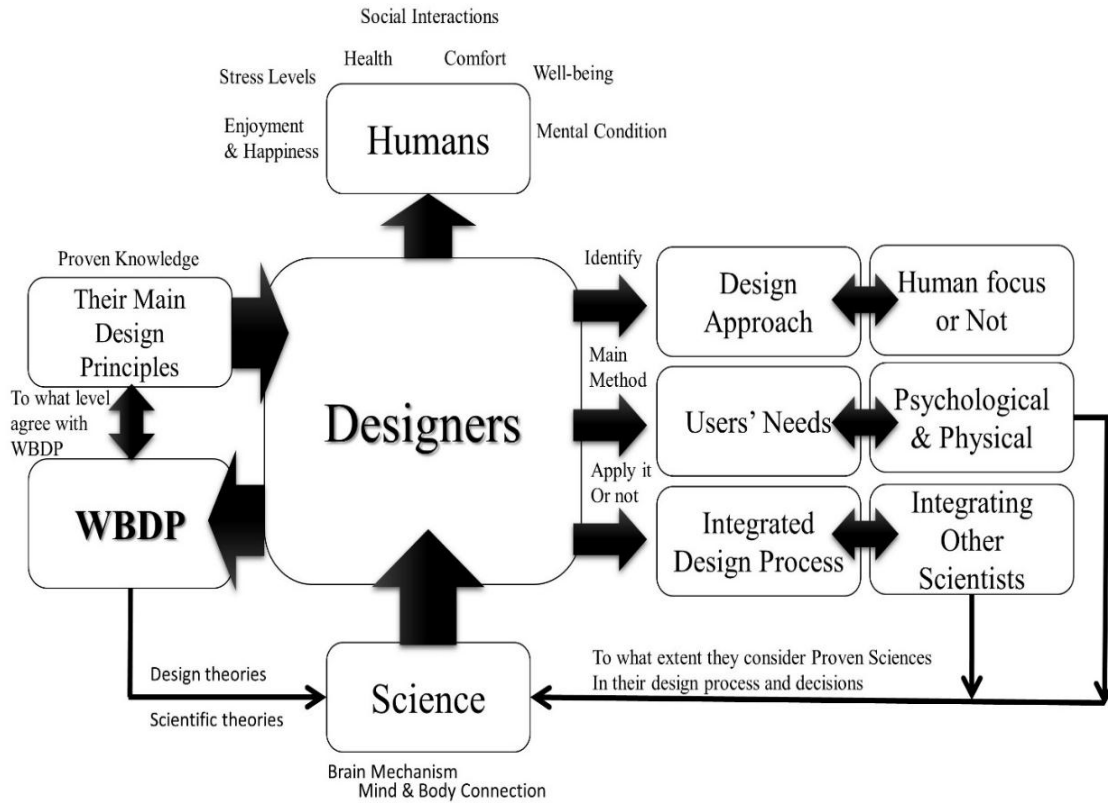 Social Interactions
Health
Comfort
Stress Levels
Well-being
Enjoyment
& Happiness
Humans
Mental Condition
Proven Knowledge
Their Main
Design
Principles
To what level
agree with
WBDP
WBDP
Designers
Identify
Design
Approach
Human focus
or Not
Main
Method
Users' Needs
Psychological
& Physical
Apply it
Or not
Integrated
Design Process
Integrating
Other
Scientists
Design theories
Scientific theories
Science
To what extent they consider Proven Sciences
In their design process and decisions
Brain Mechanism
Mind & Body Connection